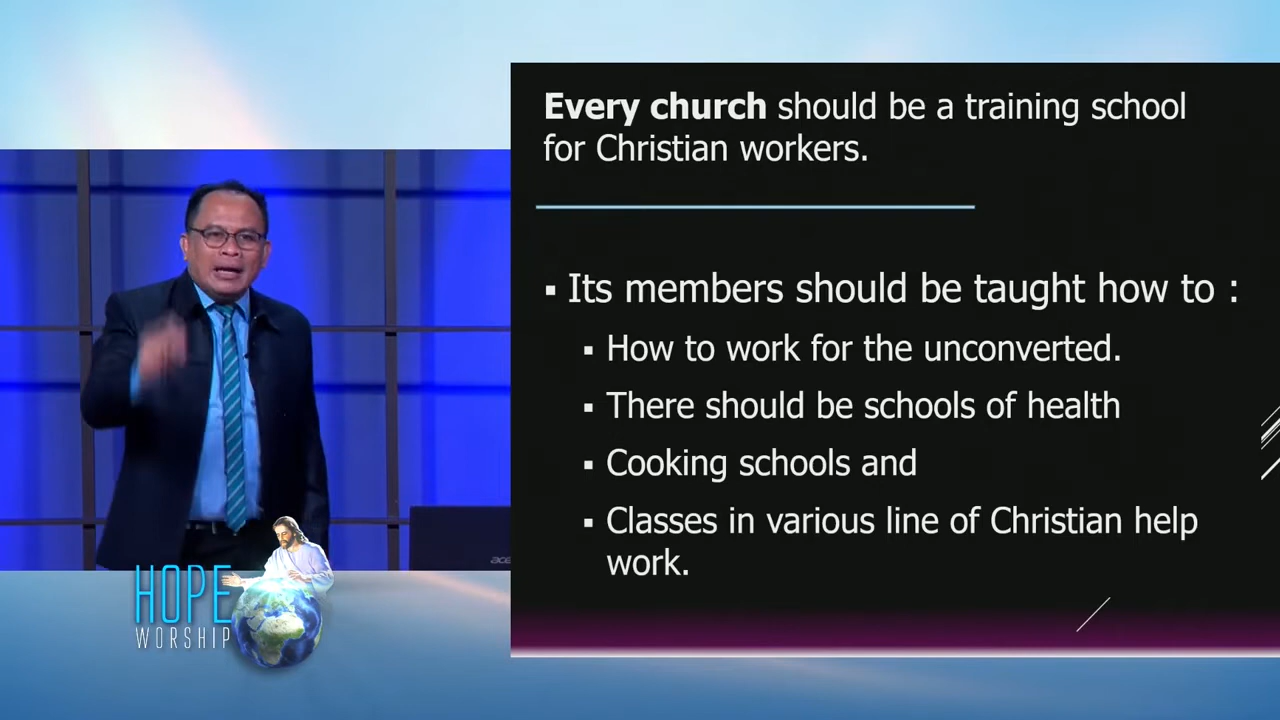 Every church should be a training school
for Christian workers.
▪ Its members should be taught how to :
▪ How to work for the unconverted.
▪ There should be schools of health
▪ Cooking schools and
▪ Classes in various line of Christian help
work.
acer
HOPE
WORSHIP